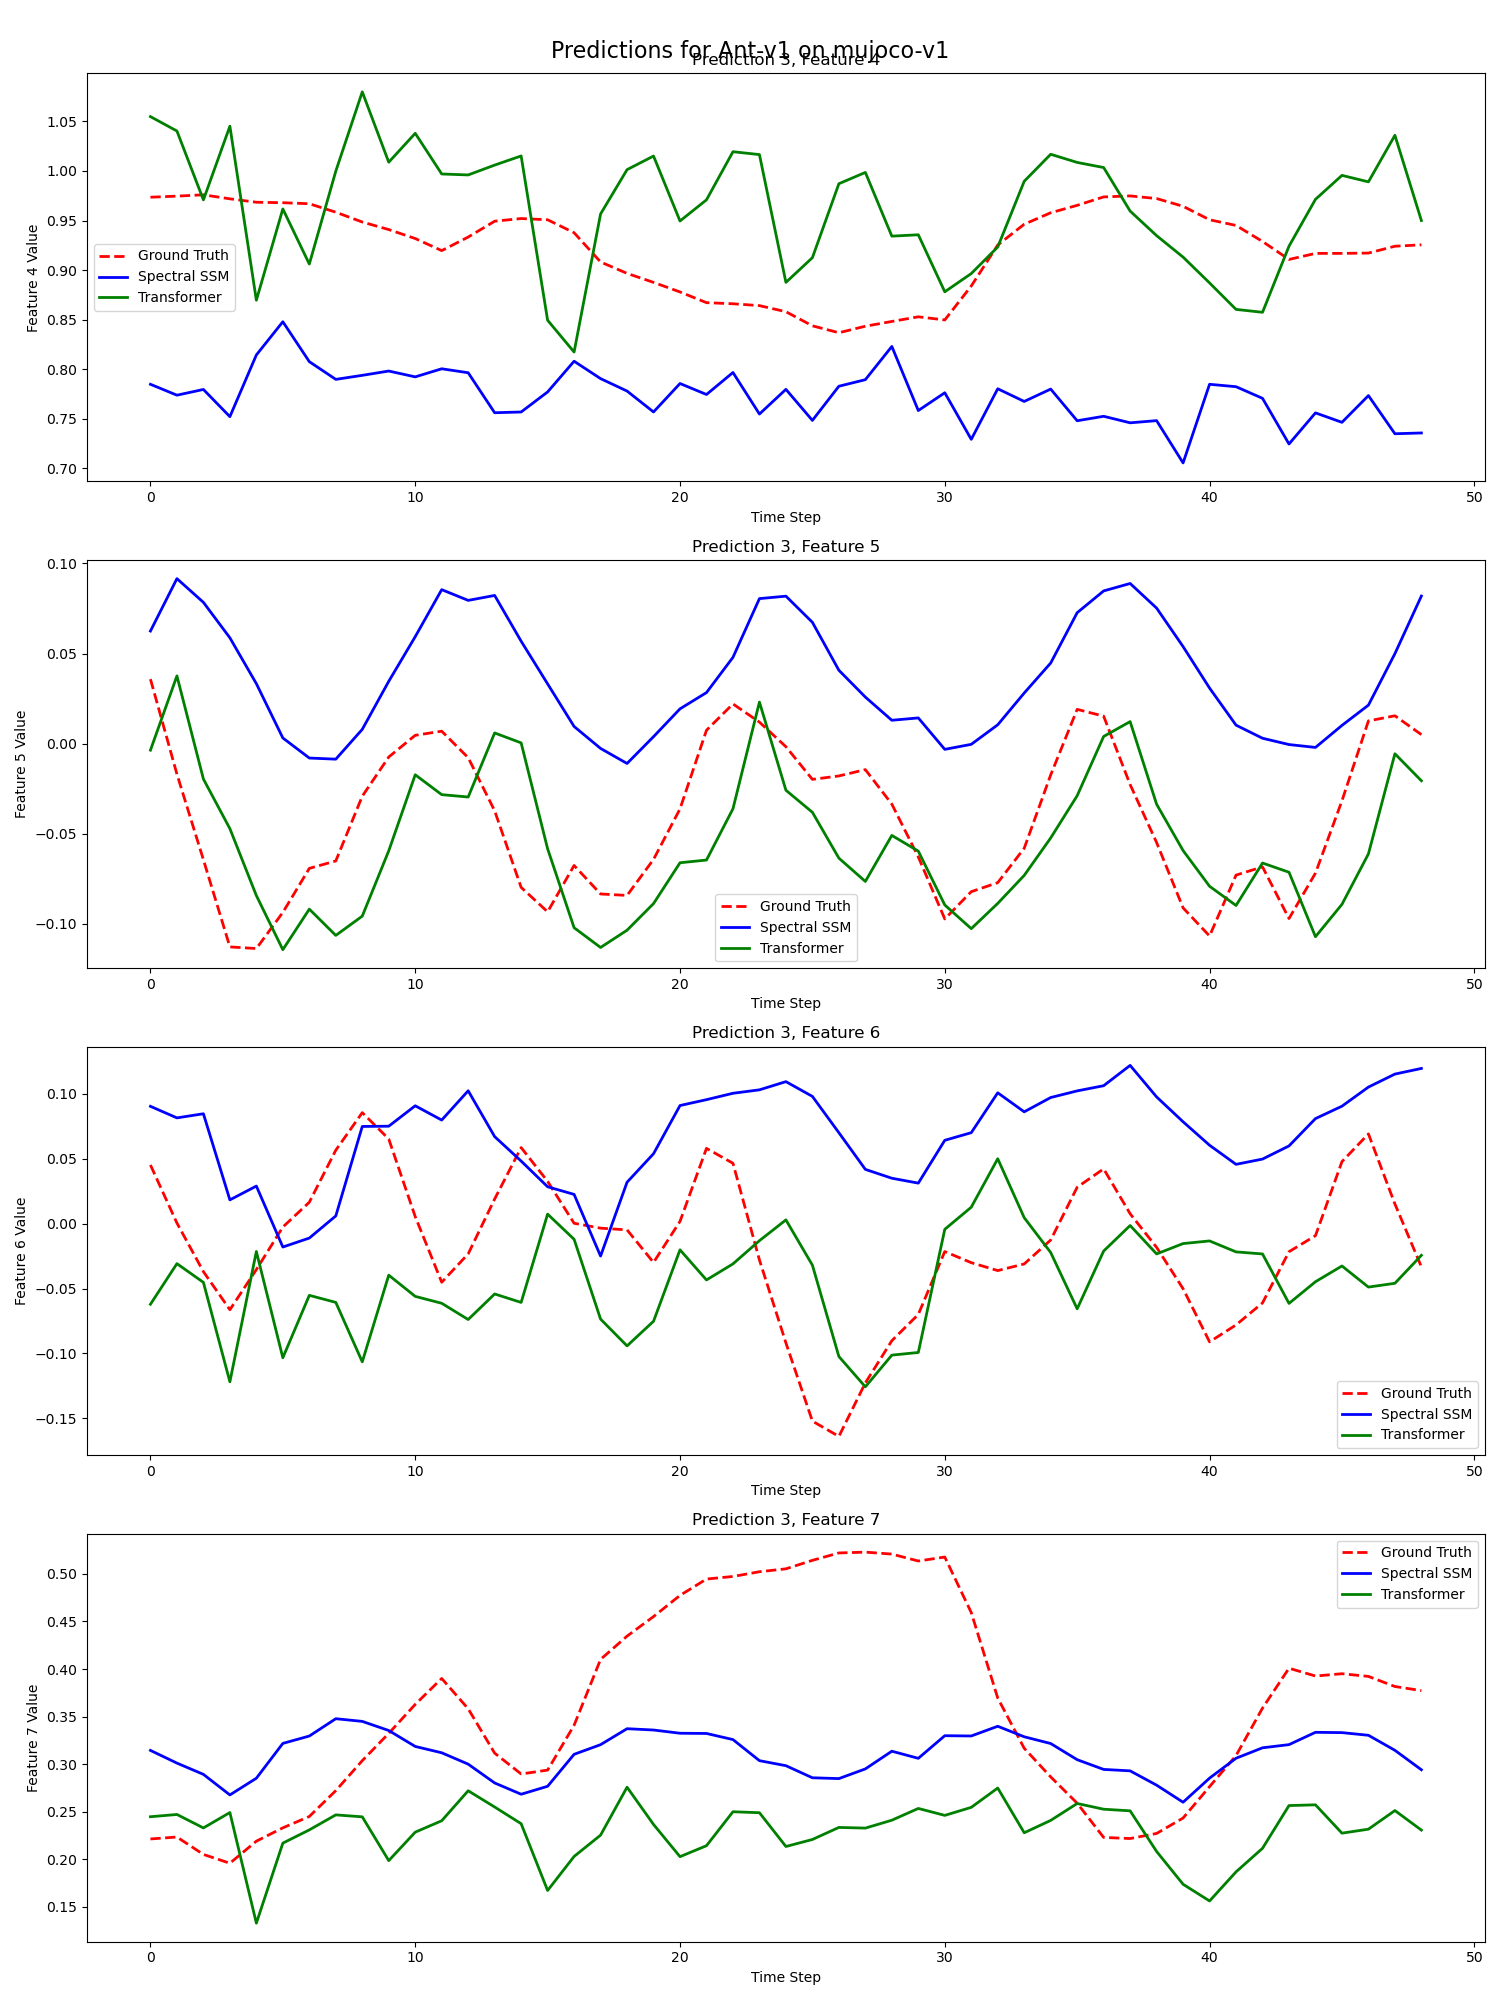 Predictions for Ant-v1 on mujoco-v1
Prediction 3, Feature 4
1.05
1.00
0.95
0.90
0.85
0.80
0.75
0.70
Feature 4 Value
Ground Truth
Spectral SSM
Transformer
0 10 20 30 40 50
Time Step
Prediction 3, Feature 5
0.10
0.05
0.00
−0.05
−0.10
Feature 5 Value
Ground Truth
Spectral SSM
Transformer
0 10 20 30 40 50
Time Step
Prediction 3, Feature 6
0.10
0.05
0.00
−0.05
−0.10
−0.15
Feature 6 Value
Ground Truth
Spectral SSM
Transformer
0 10 20 30 40 50
Time Step
Prediction 3, Feature 7
0.50
0.45
0.40
0.35
0.30
0.25
0.20
0.15
Feature 7 Value
Ground Truth
Spectral SSM
Transformer
0 10 20 30 40 50
Time Step